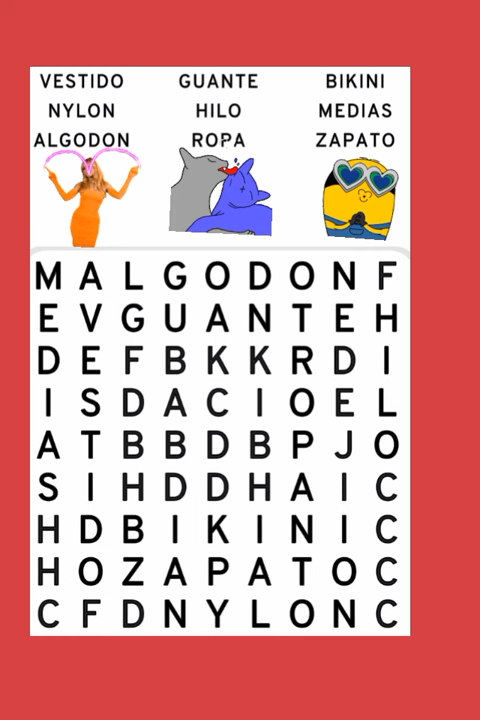 VESTIDO GUANTE BIKINI
NYLON HILO MEDIAS
ALGODON ROPA ZAPATO
M A L G O D O N F
E V G U A N T E H
D E F B K K R D I
I S D A C I O E L
A T B B D B P J O
S I H D D H A I C
H D B I K I N I C
H O Z A P A T O C
C F D N Y L O N C